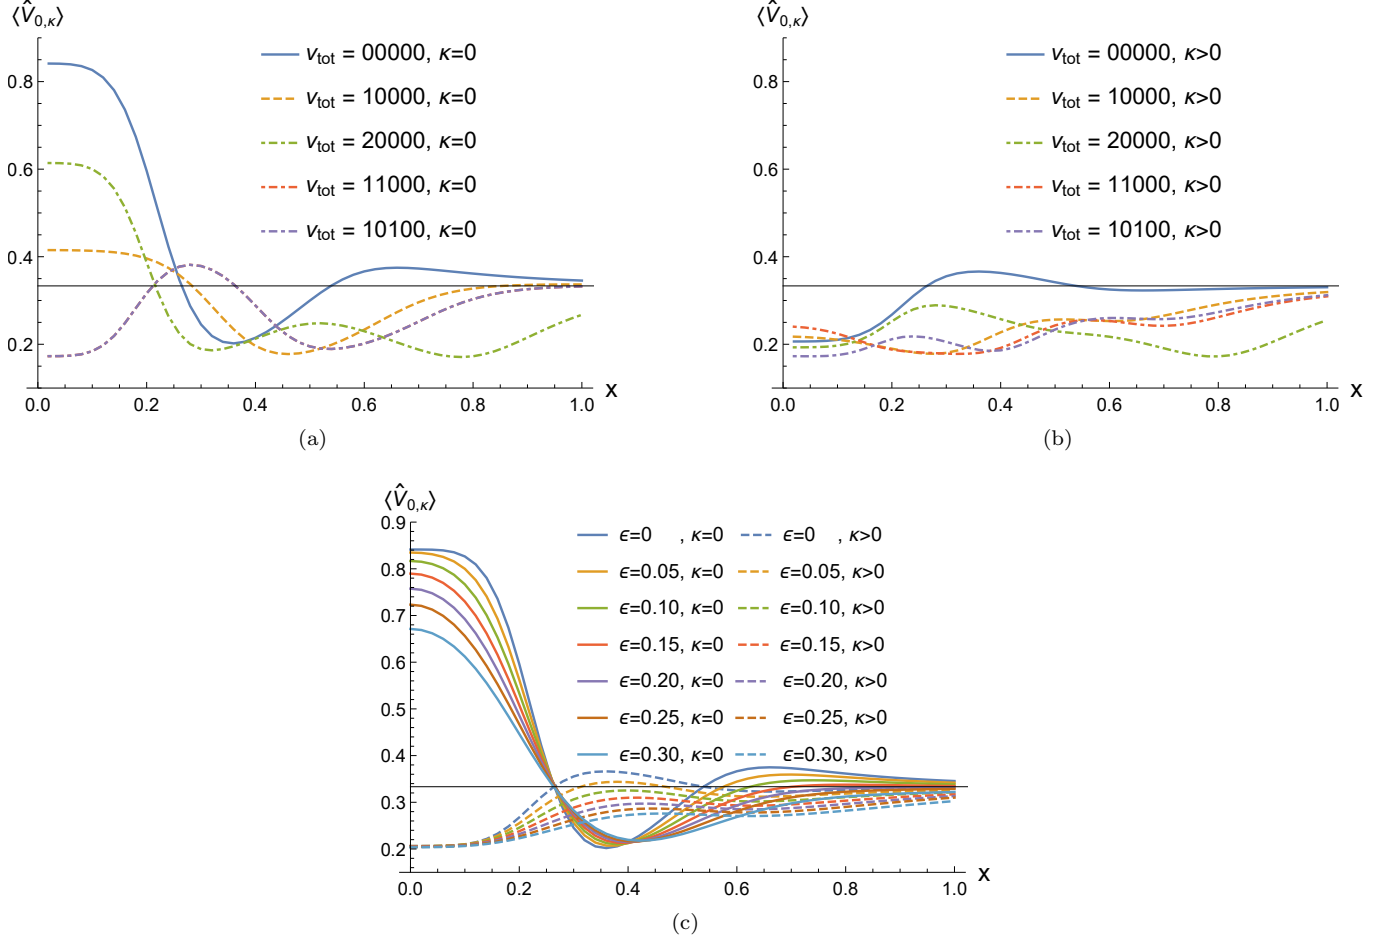 ⟨V̂0,κ⟩
vtot = 00000, κ=0
vtot = 10000, κ=0
vtot = 20000, κ=0
vtot = 11000, κ=0
vtot = 10100, κ=0
0.8
0.6
0.4
0.2
0.0 0.2 0.4 0.6 0.8 1.0 x
(a)
⟨V̂0,κ⟩
vtot = 00000, κ>0
vtot = 10000, κ>0
vtot = 20000, κ>0
vtot = 11000, κ>0
vtot = 10100, κ>0
0.8
0.6
0.4
0.2
0.0 0.2 0.4 0.6 0.8 1.0 x
(b)
⟨V̂0,κ⟩
ϵ=0 , κ=0 ϵ=0 , κ>0
ϵ=0.05, κ=0 ϵ=0.05, κ>0
ϵ=0.10, κ=0 ϵ=0.10, κ>0
ϵ=0.15, κ=0 ϵ=0.15, κ>0
ϵ=0.20, κ=0 ϵ=0.20, κ>0
ϵ=0.25, κ=0 ϵ=0.25, κ>0
ϵ=0.30, κ=0 ϵ=0.30, κ>0
0.9
0.8
0.7
0.6
0.5
0.4
0.3
0.2
0.0 0.2 0.4 0.6 0.8 1.0 x
(c)